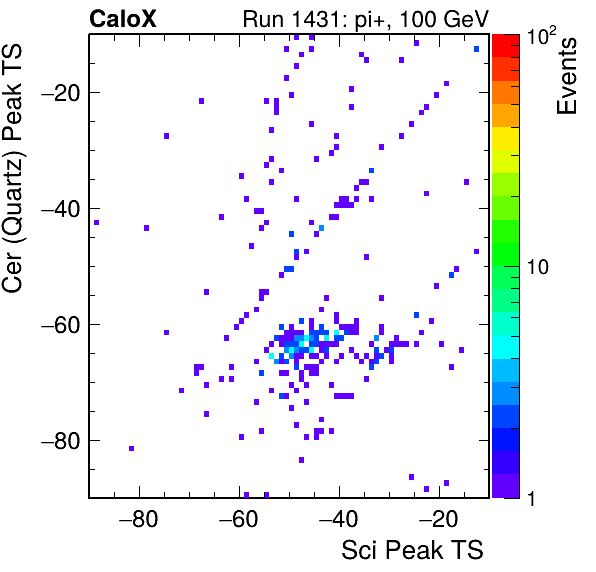 CaloX Run 1431: pi+, 100 GeV
Cer (Quartz) Peak TS
−20
−40
−60
−80
−80 −60 −40 −20
Sci Peak TS
10²
10
1
Events